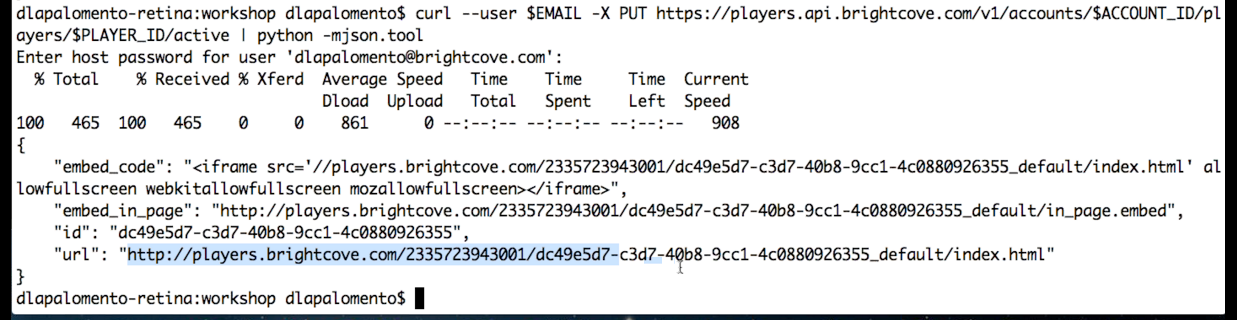 dlapalomento-retina:workshop dlapalomento$ curl --user $EMAIL -X PUT https://players.api.brightcove.com/v1/accounts/$ACCOUNT_ID/pl
ayers/$PLAYER_ID/active | python -mjson.tool
Enter host password for user 'dlapalomento@brightcove.com':
  % Total    % Received % Xferd  Average Speed   Time    Time     Time  Current
                                 Dload  Upload   Total   Spent    Left  Speed
100   465  100   465    0     0    861      0 --:--:-- --:--:-- --:--:--   908
{
    "embed_code": "<iframe src='//players.brightcove.com/2335723943001/dc49e5d7-c3d7-40b8-9cc1-4c0880926355_default/index.html' al
lowfullscreen webkitallowfullscreen mozallowfullscreen></iframe>",
    "embed_in_page": "http://players.brightcove.com/2335723943001/dc49e5d7-c3d7-40b8-9cc1-4c0880926355_default/in_page.embed",
    "id": "dc49e5d7-c3d7-40b8-9cc1-4c0880926355",
    "url": "http://players.brightcove.com/2335723943001/dc49e5d7-c3d7-40b8-9cc1-4c0880926355_default/index.html"
}
dlapalomento-retina:workshop dlapalomento$